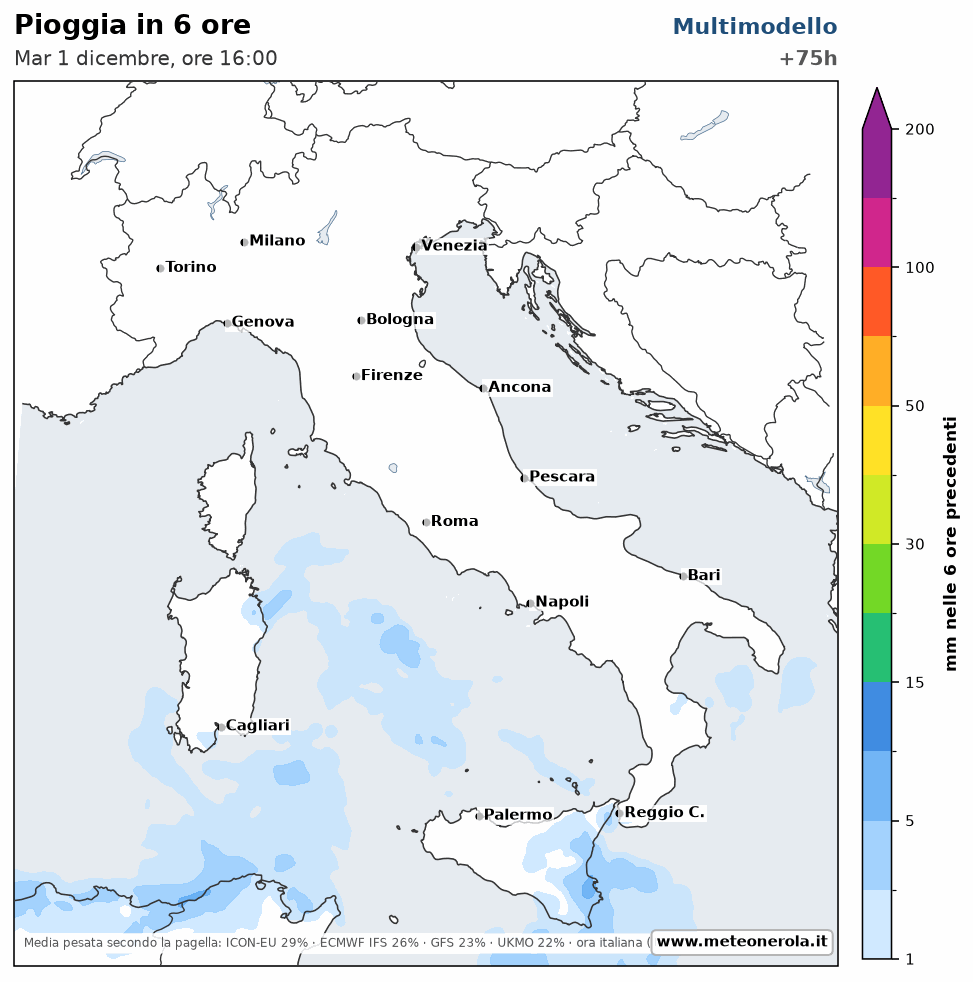 Pioggia in 6 ore
Multimodello
Mar 1 dicembre, ore 16:00
+75h
200
Venezia
Milano
Torino
100
Genova
Bologna
Firenze
Ancona
50
Pescara
Roma
mm nelle 6 ore precedenti
30
Bari
Napoli
15
Cagliari
Reggio C.
Palermo
5
Media pesata secondo la pagella: ICON-EU 29% · ECMWF IFS 26% · GFS 23% · UKMO 22% · ora italiana (
www.meteonerola.it
1